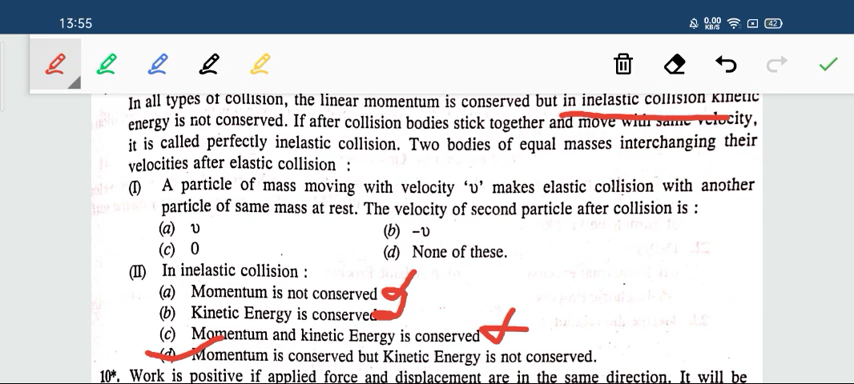 13:55
0.00
KB/S
42
In all types of collision, the linear momentum is conserved but in inelastic collision kinetic
energy is not conserved. If after collision bodies stick together and move with same velocity,
it is called perfectly inelastic collision. Two bodies of equal masses interchanging their
velocities after elastic collision :
(I) A particle of mass moving with velocity 'υ' makes elastic collision with another
particle of same mass at rest. The velocity of second particle after collision is :
(a) υ (b) -υ
(c) 0 (d) None of these.
(II) In inelastic collision :
(a) Momentum is not conserved
(b) Kinetic Energy is conserved
(c) Momentum and kinetic Energy is conserved
(d) Momentum is conserved but Kinetic Energy is not conserved.
10*. Work is positive if applied force and displacement are in the same direction. It will be